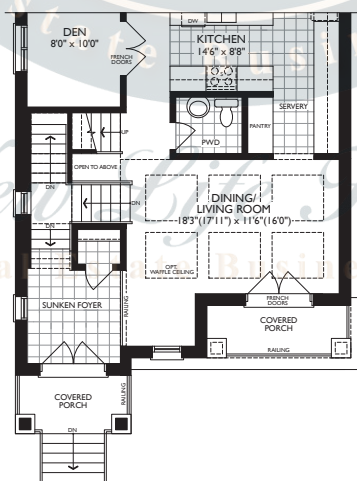 DEN
8'0" x 10'0"
FRENCH
DOORS
DW
KITCHEN
14'6" x 8'8"
SERVERY
PANTRY
PWD
UP
OPEN TO ABOVE
DN
DN
DINING/
LIVING ROOM
18'3"(17'11") x 11'6"(16'0")
OPT.
WAFFLE CEILING
DN
SUNKEN FOYER
RAILING
FRENCH
DOORS
COVERED
PORCH
RAILING
COVERED
PORCH
RAILING
DN